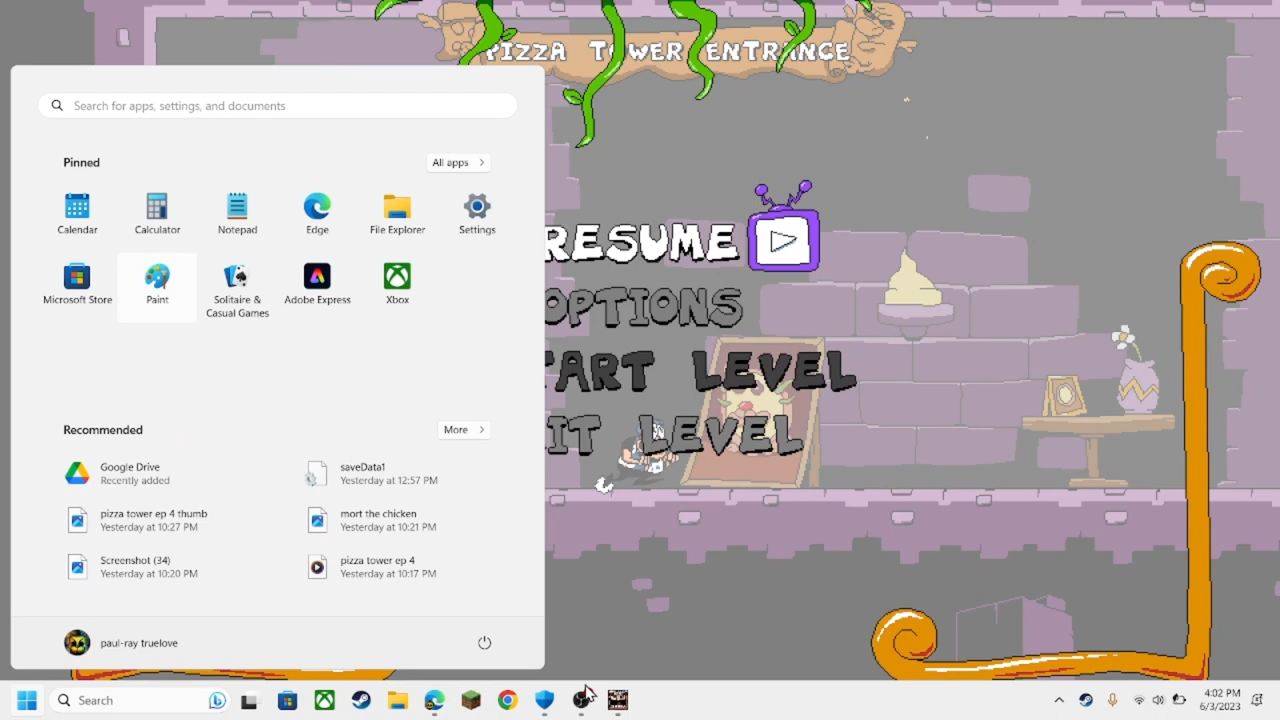 PIZZA TOWER ENTRANCE
Search for apps, settings, and documents
Pinned
All apps
Calendar
Calculator
Notepad
Edge
File Explorer
Settings
Microsoft Store
Paint
Solitaire &
Casual Games
Adobe Express
Xbox
RESUME
OPTIONS
TART LEVEL
IT LEVEL
Recommended
More
Google Drive
Recently added
saveData1
Yesterday at 12:57 PM
pizza tower ep 4 thumb
Yesterday at 10:27 PM
mort the chicken
Yesterday at 10:21 PM
Screenshot (34)
Yesterday at 10:20 PM
pizza tower ep 4
Yesterday at 10:17 PM
paul-ray truelove
Search
4:02 PM
6/3/2023